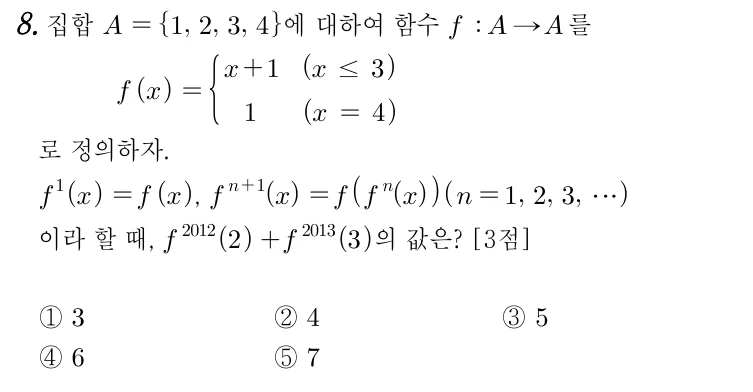 8. 집합 A = {1, 2, 3, 4}에 대하여 함수 f : A → A를
f(x) = { x+1 (x ≤ 3)
1 (x = 4)
로 정의하자.
f¹(x) = f(x), fⁿ⁺¹(x) = f(fⁿ(x))(n = 1, 2, 3, ⋯)
이라 할 때, f²⁰¹²(2) + f²⁰¹³(3)의 값은? [3점]
① 3 ② 4 ③ 5
④ 6 ⑤ 7